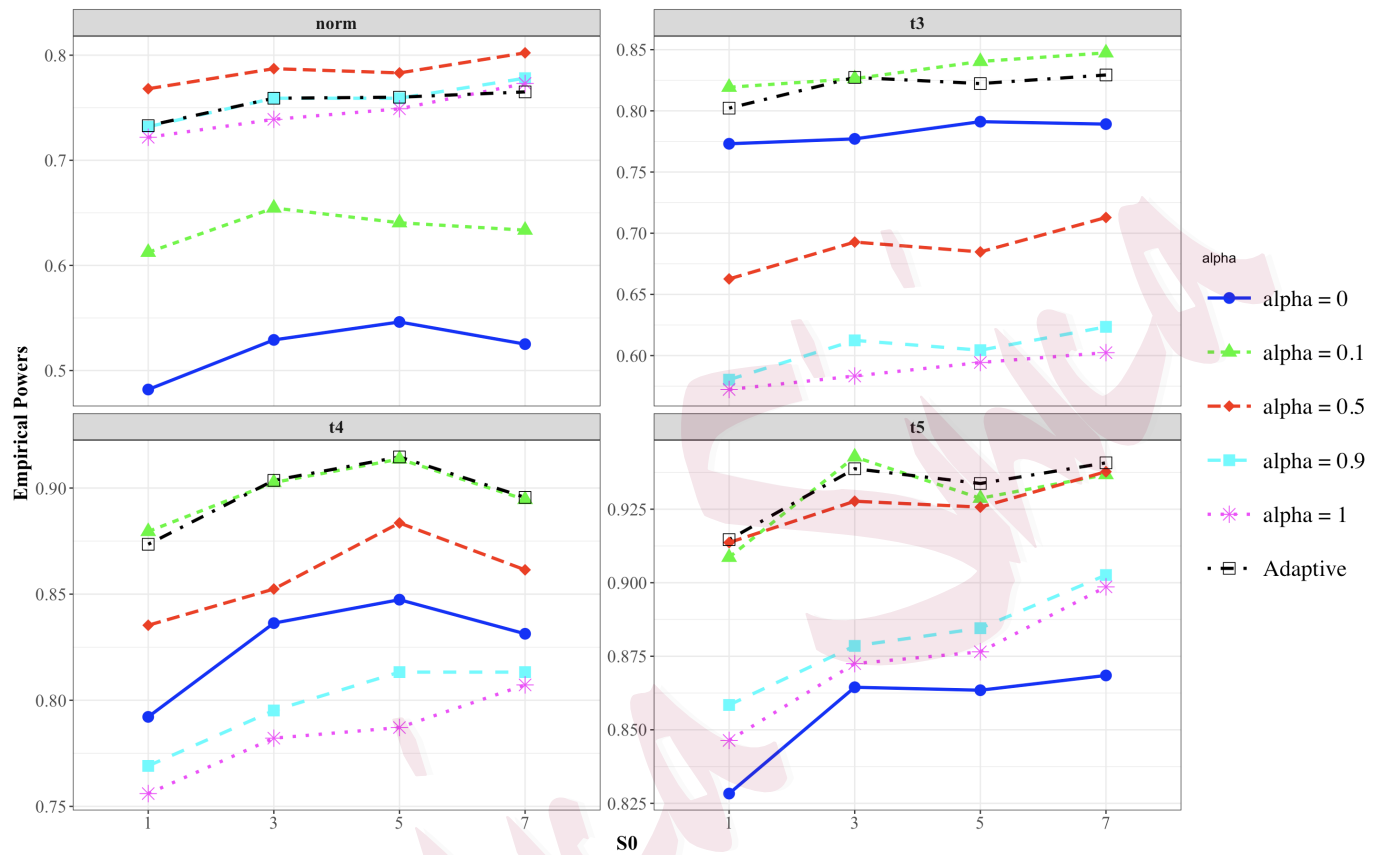 norm
t3
0.8
0.7
0.6
0.5
0.85
0.80
0.75
0.70
0.65
0.60
t4
t5
0.90
0.85
0.80
0.75
0.925
0.900
0.875
0.850
0.825
1 3 5 7
1 3 5 7
S0
Empirical Powers
alpha
alpha = 0
alpha = 0.1
alpha = 0.5
alpha = 0.9
alpha = 1
Adaptive